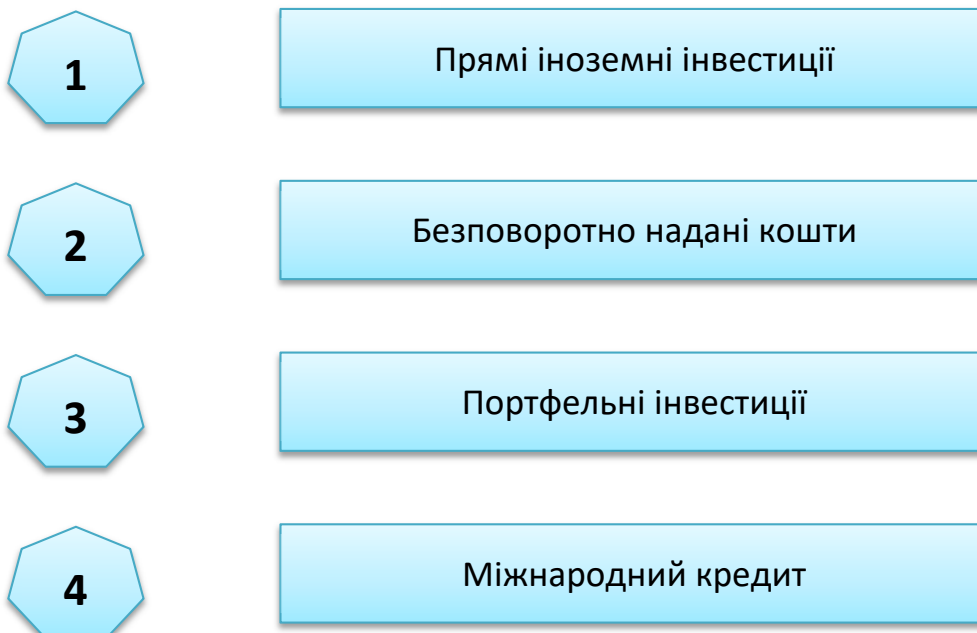 1
Прямі іноземні інвестиції
2
Безповоротно надані кошти
3
Портфельні інвестиції
4
Міжнародний кредит